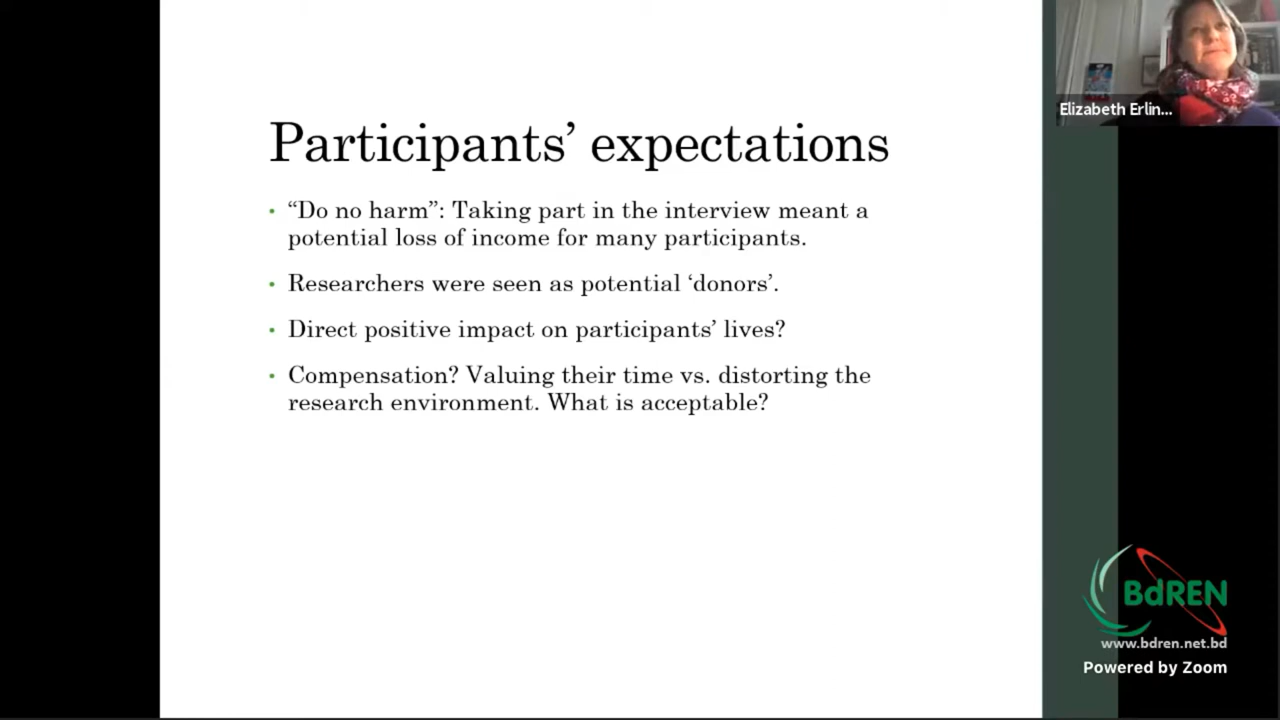 Participants’ expectations
• “Do no harm”: Taking part in the interview meant a
potential loss of income for many participants.
• Researchers were seen as potential ‘donors’.
• Direct positive impact on participants’ lives?
• Compensation? Valuing their time vs. distorting the
research environment. What is acceptable?
Elizabeth Erlin...
BdREN
www.bdren.net.bd
Powered by Zoom